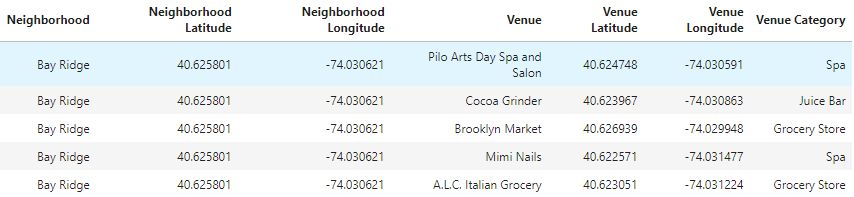 Neighborhood Neighborhood Latitude Neighborhood Longitude Venue Venue Latitude Venue Longitude Venue Category
Bay Ridge 40.625801 -74.030621 Pilo Arts Day Spa and Salon 40.624748 -74.030591 Spa
Bay Ridge 40.625801 -74.030621 Cocoa Grinder 40.623967 -74.030863 Juice Bar
Bay Ridge 40.625801 -74.030621 Brooklyn Market 40.626939 -74.029948 Grocery Store
Bay Ridge 40.625801 -74.030621 Mimi Nails 40.622571 -74.031477 Spa
Bay Ridge 40.625801 -74.030621 A.L.C. Italian Grocery 40.623051 -74.031224 Grocery Store